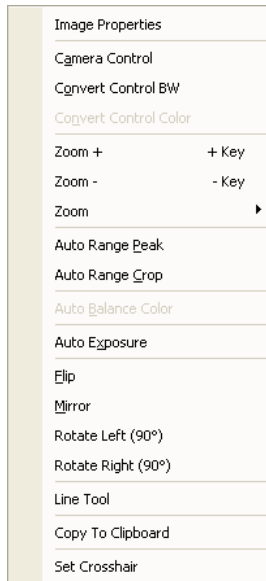 Image Properties
Camera Control
Convert Control BW
Convert Control Color
Zoom + + Key
Zoom - - Key
Zoom
Auto Range Peak
Auto Range Crop
Auto Balance Color
Auto Exposure
Flip
Mirror
Rotate Left (90°)
Rotate Right (90°)
Line Tool
Copy To Clipboard
Set Crosshair